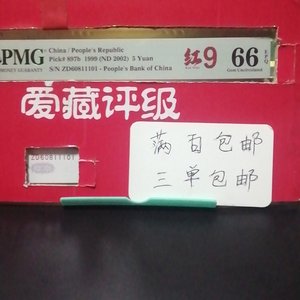 PMG
MONEY GUARANTY
China / People's Republic
Pick# 897b 1999 (ND 2002) 5 Yuan
S/N ZD60811101 - People's Bank of China
红 9
66 EPQ
Gem Uncirculated
爱藏评级
满百包邮
三单包邮
ZD60811101